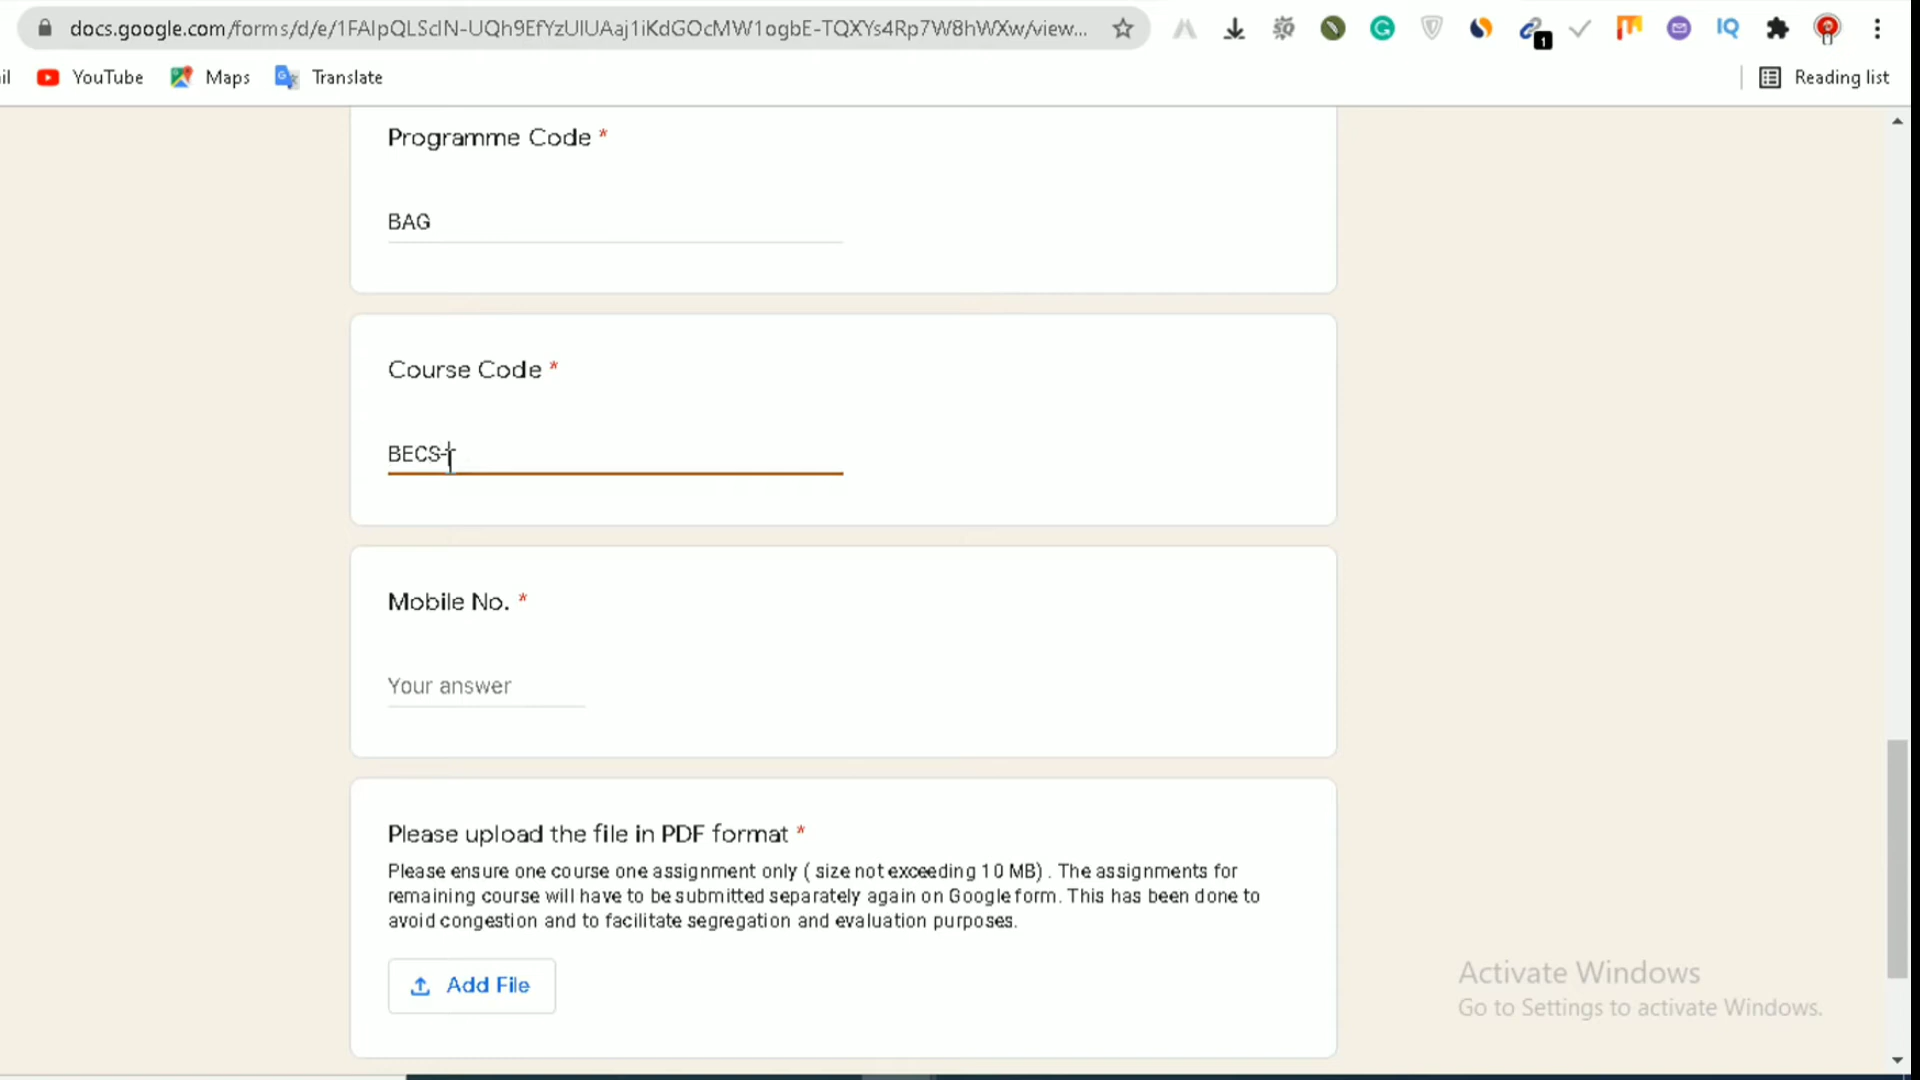 docs.google.com/forms/d/e/1FAIpQLScIN-UQh9EfYzUIUAaj1iKdGOcMW1ogbE-TQXYs4Rp7W8hWXw/view...
1
IQ
il YouTube Maps Translate Reading list
Programme Code *
BAG
Course Code *
BECS-
Mobile No. *
Your answer
Please upload the file in PDF format *
Please ensure one course one assignment only ( size not exceeding 10 MB) . The assignments for
remaining course will have to be submitted separately again on Google form. This has been done to
avoid congestion and to facilitate segregation and evaluation purposes.
Add File
Activate Windows
Go to Settings to activate Windows.